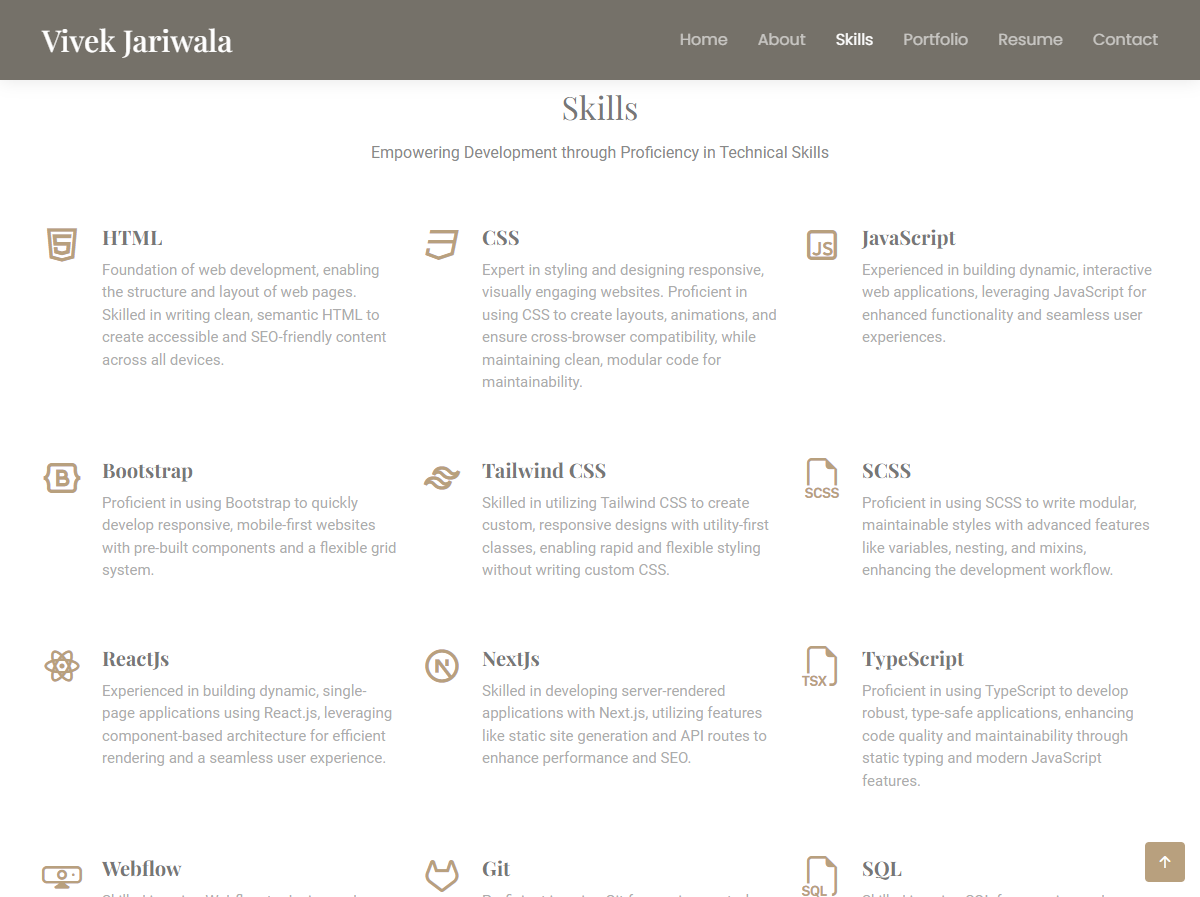 Vivek Jariwala
Home About Skills Portfolio Resume Contact
Skills
Empowering Development through Proficiency in Technical Skills
HTML
Foundation of web development, enabling
the structure and layout of web pages.
Skilled in writing clean, semantic HTML to
create accessible and SEO-friendly content
across all devices.
CSS
Expert in styling and designing responsive,
visually engaging websites. Proficient in
using CSS to create layouts, animations, and
ensure cross-browser compatibility, while
maintaining clean, modular code for
maintainability.
JS
JavaScript
Experienced in building dynamic, interactive
web applications, leveraging JavaScript for
enhanced functionality and seamless user
experiences.
B
Bootstrap
Proficient in using Bootstrap to quickly
develop responsive, mobile-first websites
with pre-built components and a flexible grid
system.
Tailwind CSS
Skilled in utilizing Tailwind CSS to create
custom, responsive designs with utility-first
classes, enabling rapid and flexible styling
without writing custom CSS.
SCSS
SCSS
Proficient in using SCSS to write modular,
maintainable styles with advanced features
like variables, nesting, and mixins,
enhancing the development workflow.
ReactJs
Experienced in building dynamic, single-
page applications using React.js, leveraging
component-based architecture for efficient
rendering and a seamless user experience.
N
NextJs
Skilled in developing server-rendered
applications with Next.js, utilizing features
like static site generation and API routes to
enhance performance and SEO.
TSX
TypeScript
Proficient in using TypeScript to develop
robust, type-safe applications, enhancing
code quality and maintainability through
static typing and modern JavaScript
features.
Webflow
Git
SQL
SQL